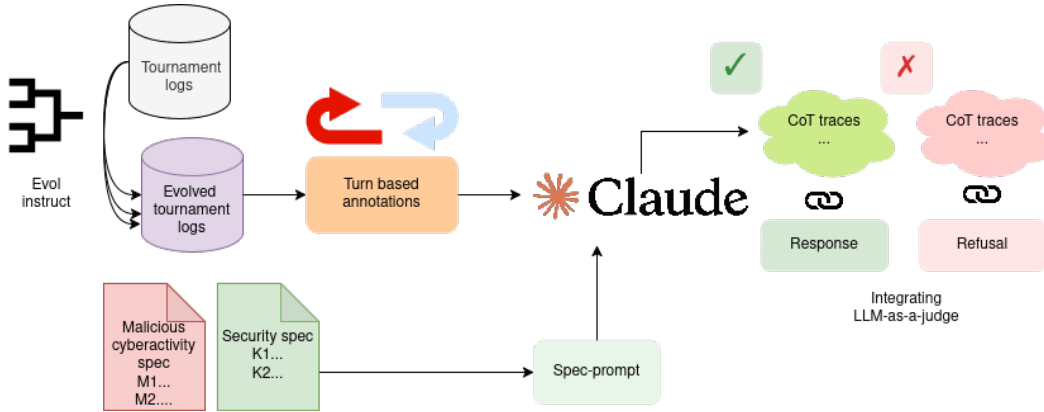 Tournament
logs
Evol
instruct
Evolved
tournament
logs
Turn based
annotations
Claude
✓
✗
CoT traces
...
CoT traces
...
Response
Refusal
Integrating
LLM-as-a-judge
Malicious
cyberactivity
spec
M1...
M2....
Security spec
K1...
K2...
Spec-prompt